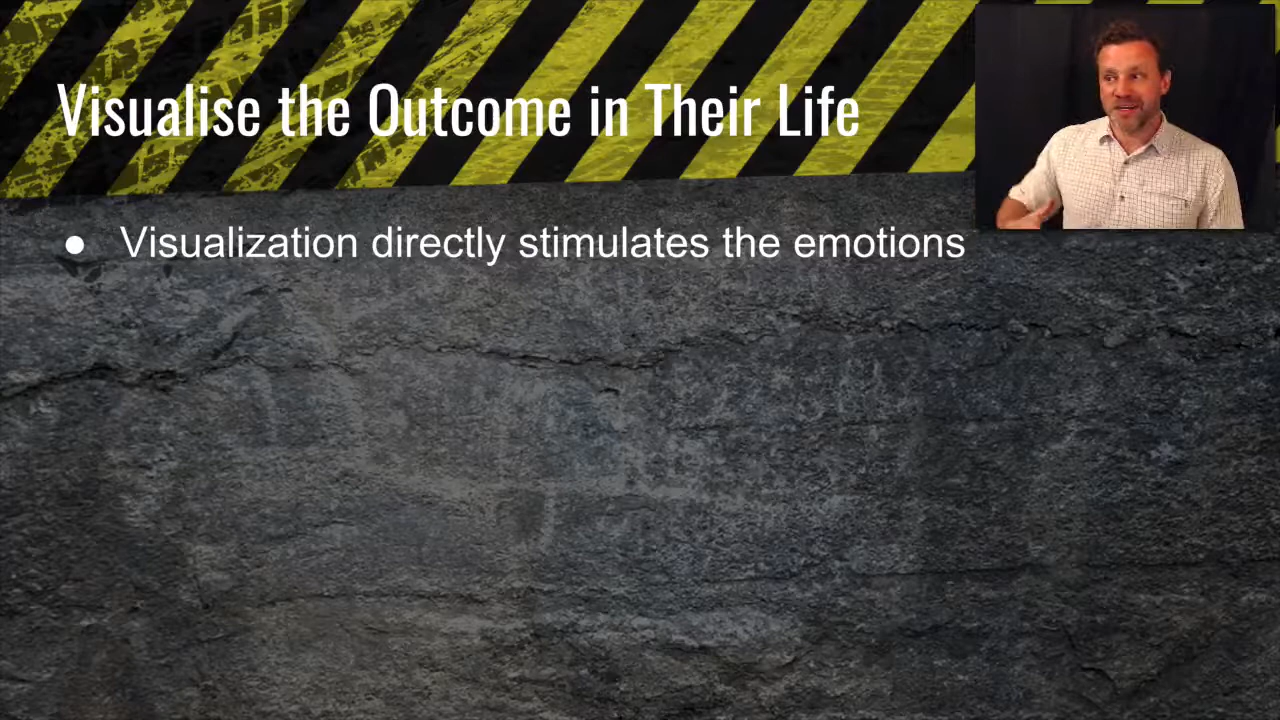 Visualise the Outcome in Their Life
● Visualization directly stimulates the emotions